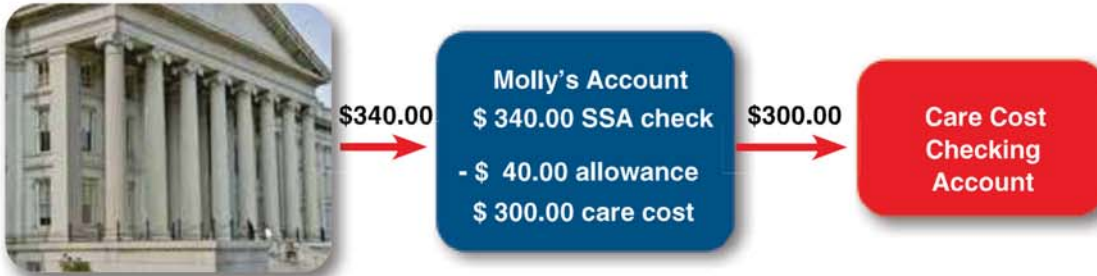 $340.00
Molly's Account
$ 340.00 SSA check
- $ 40.00 allowance
$ 300.00 care cost
$300.00
Care Cost
Checking
Account